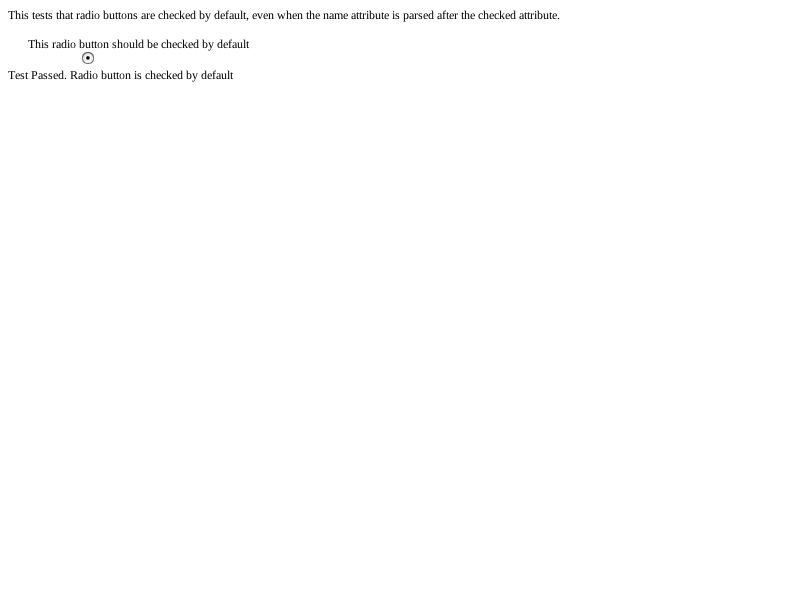 This tests that radio buttons are checked by default, even when the name attribute is parsed after the checked attribute.
This radio button should be checked by default
Test Passed. Radio button is checked by default